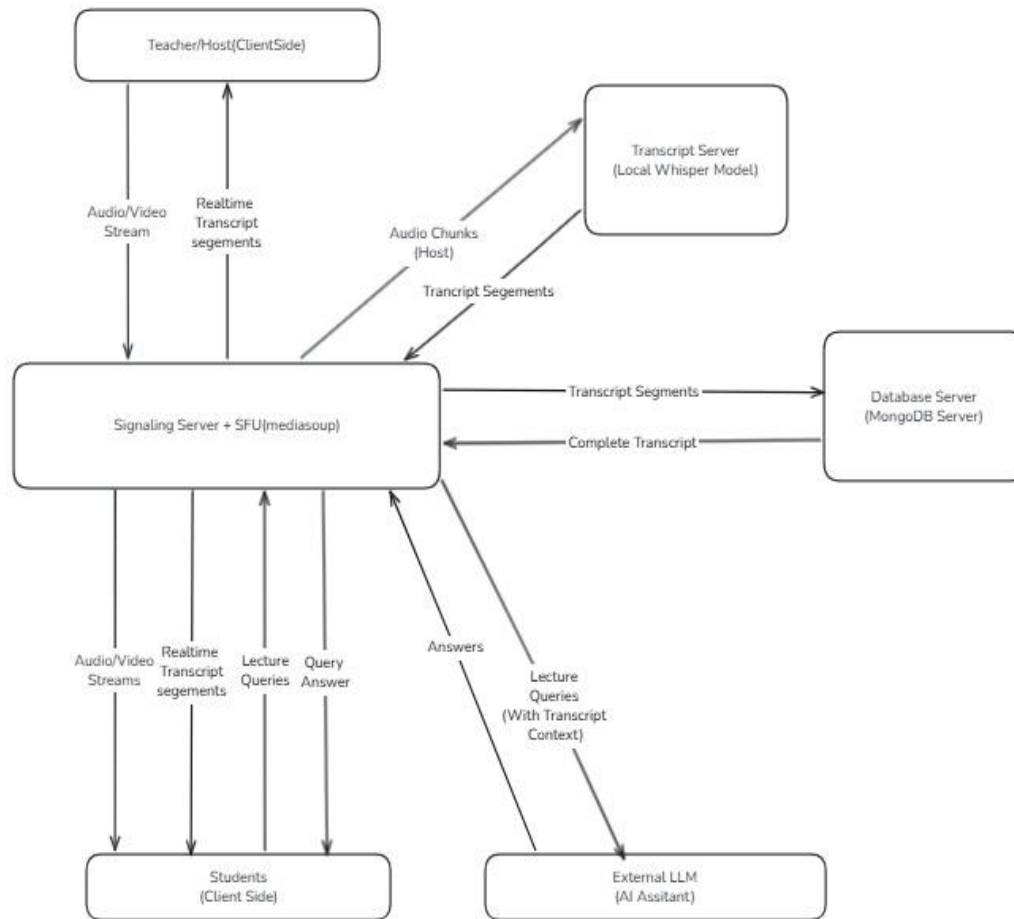 Teacher/Host(ClientSide)
Transcript Server
(Local Whisper Model)
Audio/Video
Stream
Realtime
Transcript
segements
Audio Chunks
(Host)
Trancript Segements
Signaling Server + SFU(mediasoup)
Transcript Segments
Complete Transcript
Database Server
(MongoDB Server)
Audio/Video
Streams
Realtime
Transcript
segements
Lecture
Queries
Query
Answer
Answers
Lecture
Queries
(With Transcript
Context)
Students
(Client Side)
External LLM
(AI Assitant)